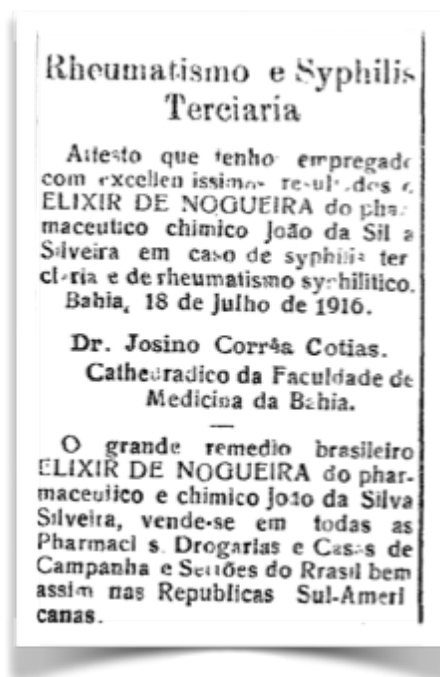 Rheumatismo e Syphilis
Terciaria
Attesto que tenho empregado
com excellentissimos resultados o
ELIXIR DE NOGUEIRA do phar-
maceutico chimico João da Silva
Silveira em caso de syphilis ter
ciaria e de rheumatismo syphilitico.
Bahia, 18 de Julho de 1916.
Dr. Josino Corrêa Cotias.
Cathedradico da Faculdade de
Medicina da Bahia.
O grande remedio brasileiro
ELIXIR DE NOGUEIRA do phar-
maceutico e chimico João da Silva
Silveira, vende-se em todas as
Pharmacias, Drogarias e Casas de
Campanha e Sertões do Rrasil bem
assim nas Republicas Sul-Ameri
canas.